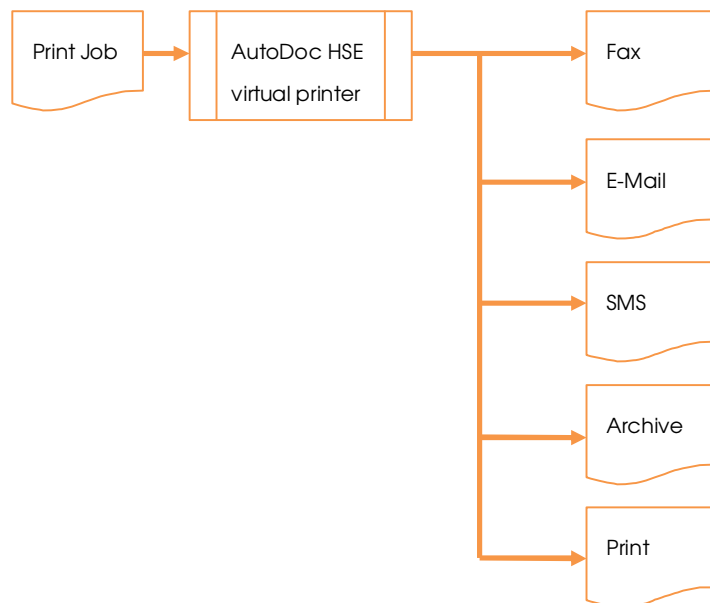 Print Job
AutoDoc HSE
virtual printer
Fax
E-Mail
SMS
Archive
Print